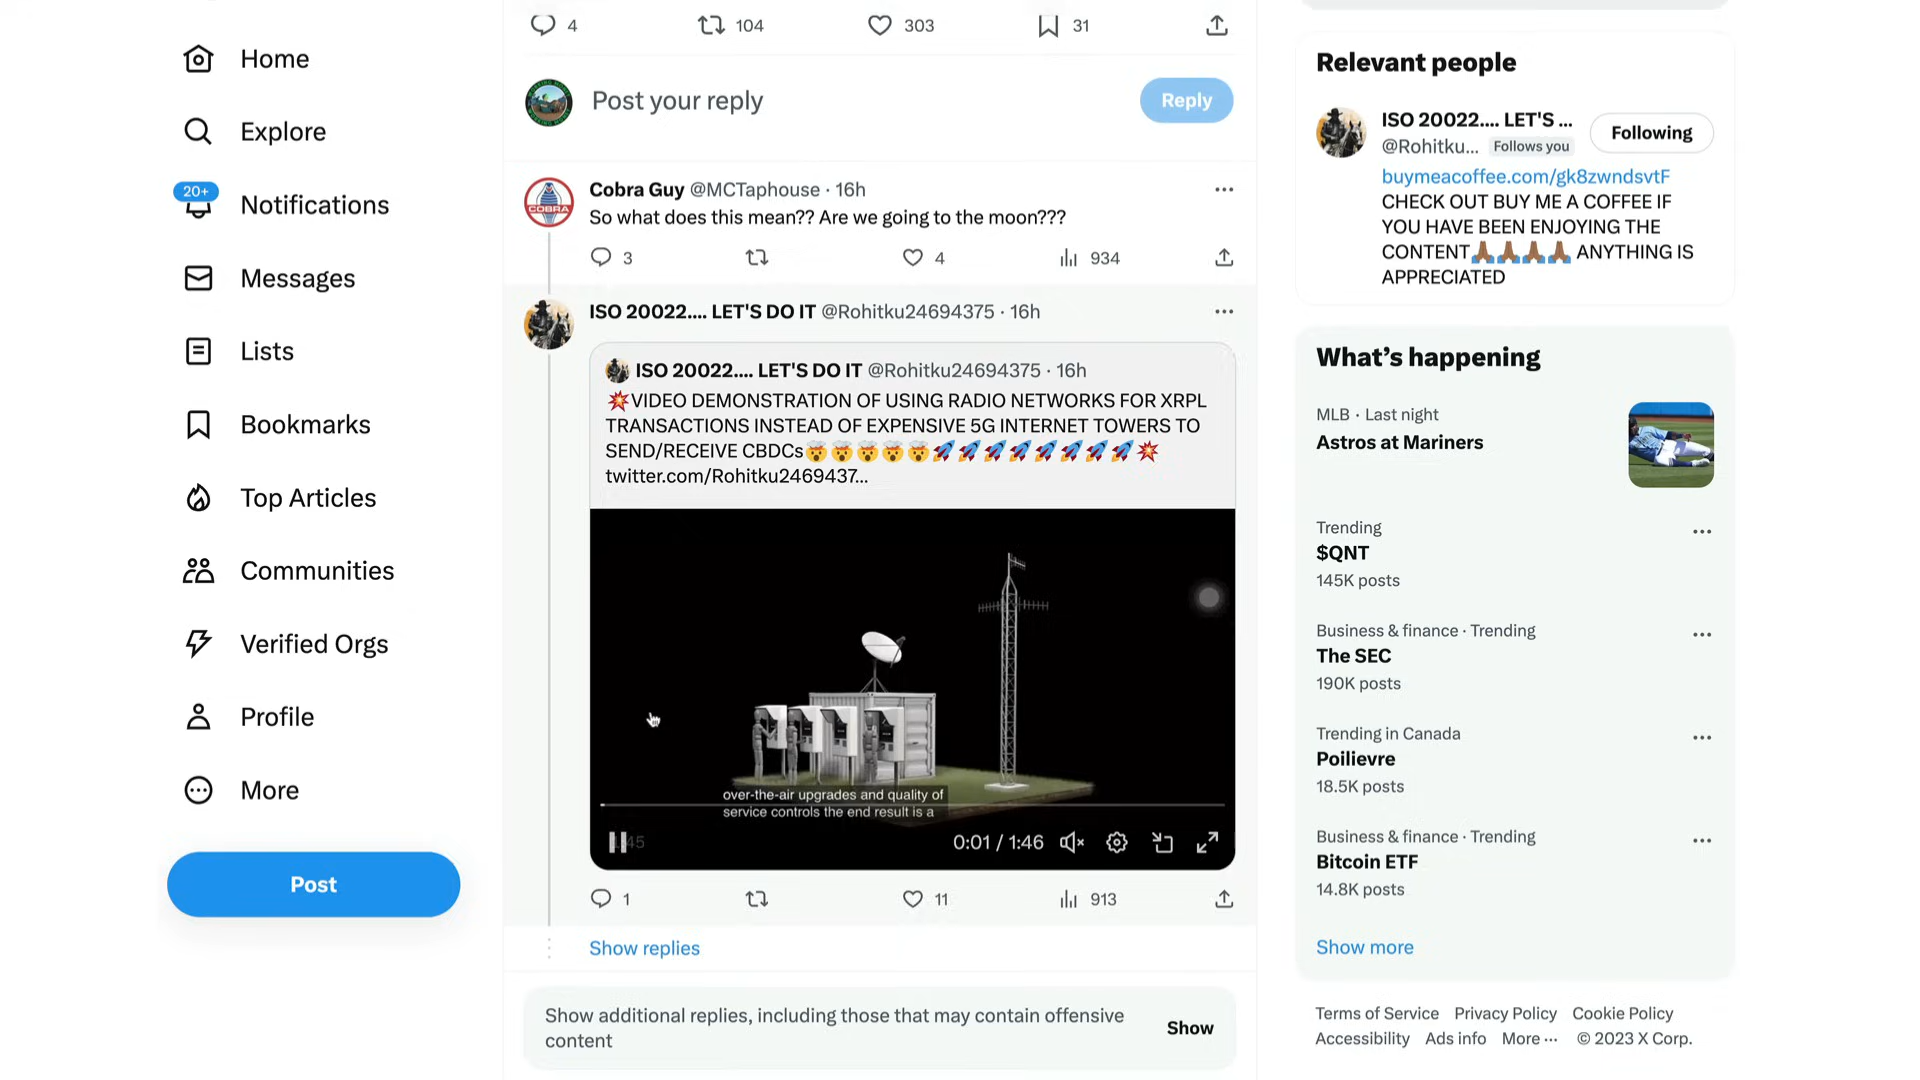 4 104 303 31
Post your reply
Reply
Cobra Guy @MCTaphouse · 16h
So what does this mean?? Are we going to the moon???
3 4 934
ISO 20022.... LET'S DO IT @Rohitku24694375 · 16h
ISO 20022.... LET'S DO IT @Rohitku24694375 · 16h
💥VIDEO DEMONSTRATION OF USING RADIO NETWORKS FOR XRPL
TRANSACTIONS INSTEAD OF EXPENSIVE 5G INTERNET TOWERS TO
SEND/RECEIVE CBDCs🤯🤯🤯🤯🤯🚀🚀🚀🚀🚀🚀🚀🚀💥
twitter.com/Rohitku2469437...
over-the-air upgrades and quality of
service controls the end result is a
0:01 / 1:46
1 11 913
Show replies
Show additional replies, including those that may contain offensive
content
Show
Home
Explore
20+
Notifications
Messages
Lists
Bookmarks
Top Articles
Communities
Verified Orgs
Profile
More
Post
COBRA
Relevant people
ISO 20022.... LET'S ...
@Rohitku... Follows you
Following
buymeacoffee.com/gk8zwndsvtF
CHECK OUT BUY ME A COFFEE IF
YOU HAVE BEEN ENJOYING THE
CONTENT🙏🏾🙏🏾🙏🏾🙏🏾 ANYTHING IS
APPRECIATED
What's happening
MLB · Last night
Astros at Mariners
Trending
$QNT
145K posts
Business & finance · Trending
The SEC
190K posts
Trending in Canada
Poilievre
18.5K posts
Business & finance · Trending
Bitcoin ETF
14.8K posts
Show more
Terms of Service Privacy Policy Cookie Policy
Accessibility Ads info More ··· © 2023 X Corp.